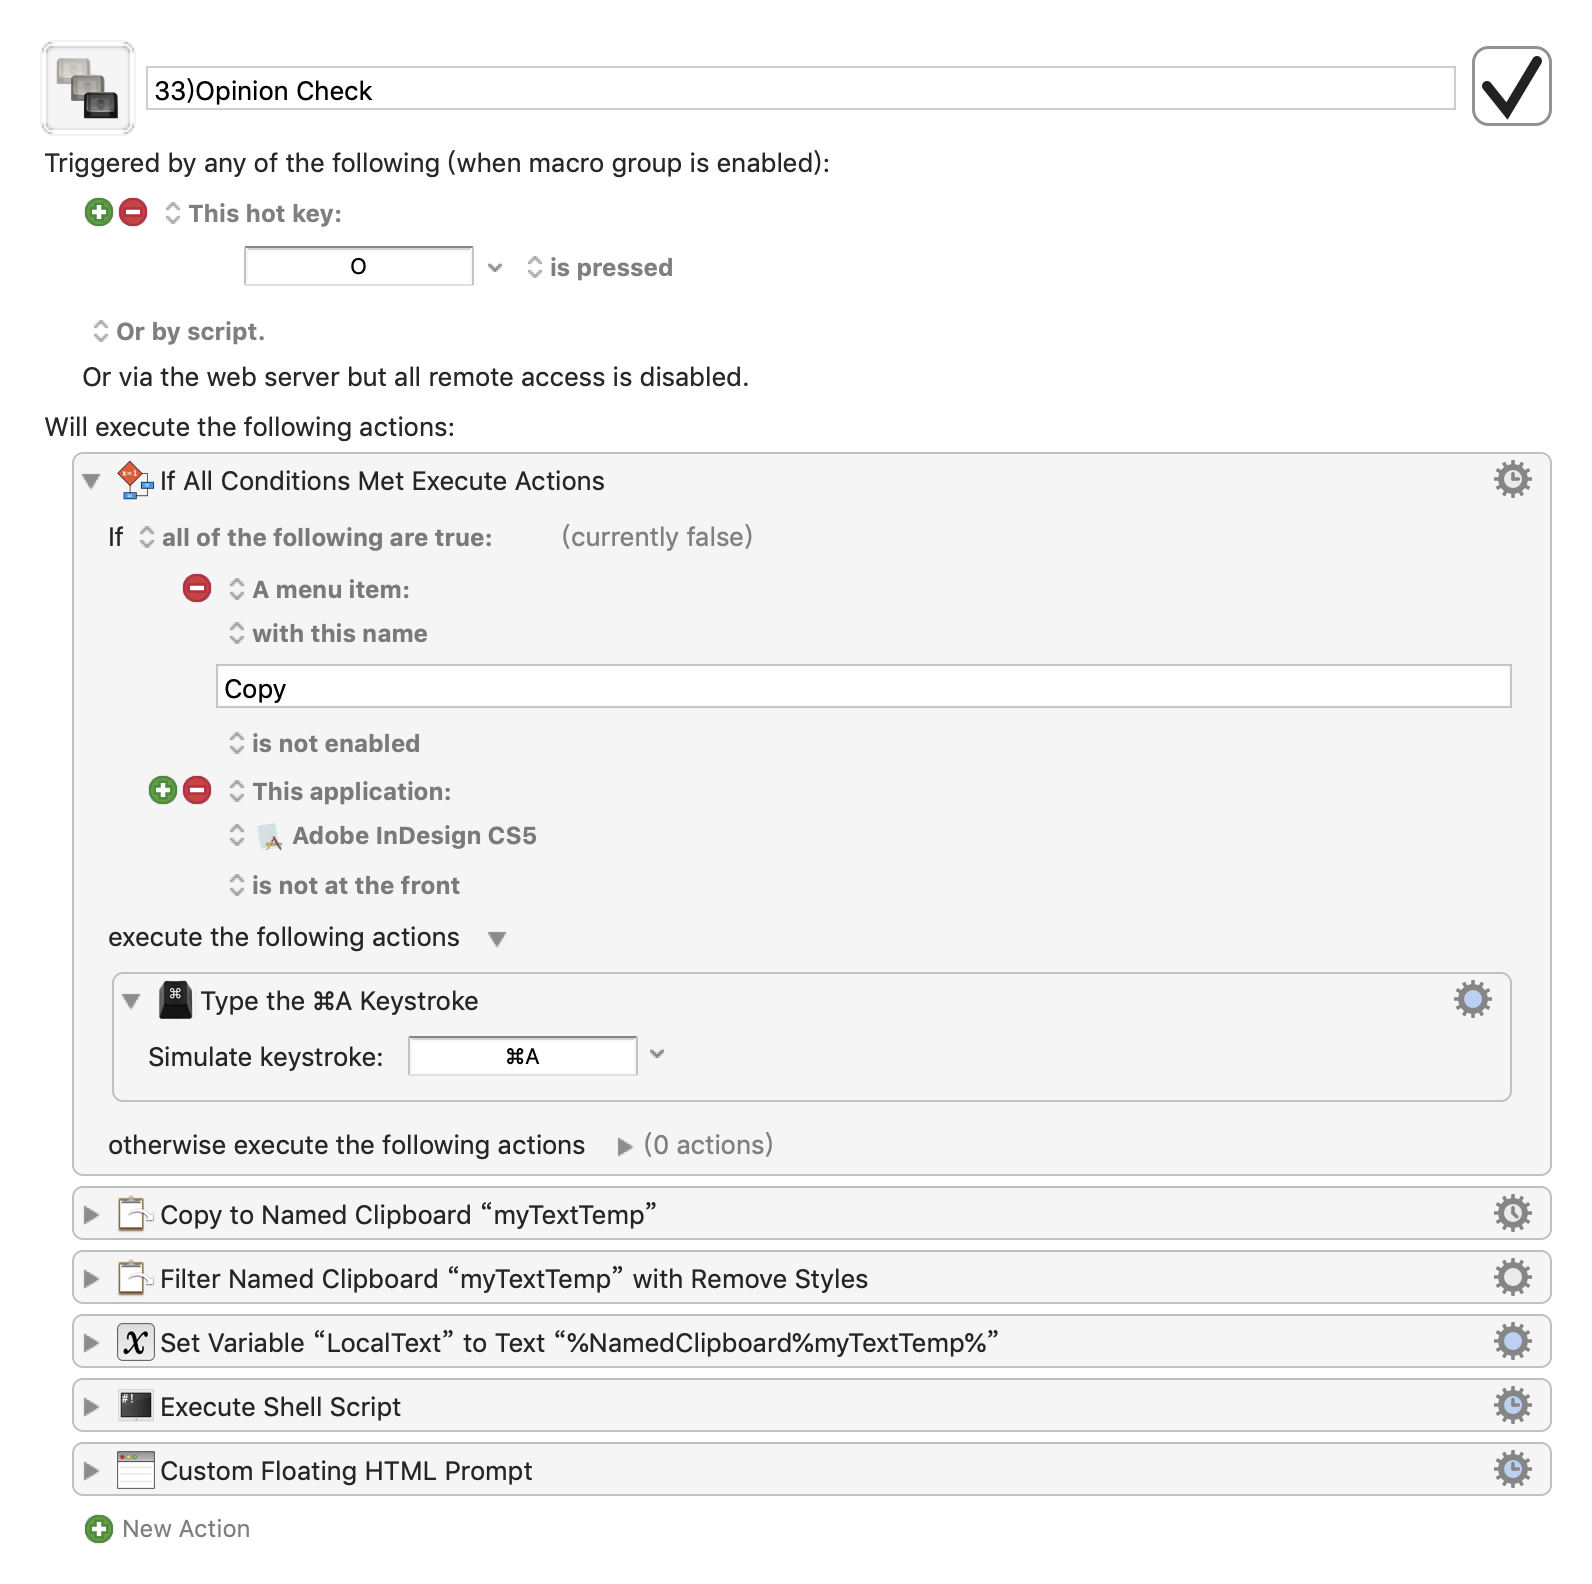 33)Opinion Check
Triggered by any of the following (when macro group is enabled):
This hot key:
O
is pressed
Or by script.
Or via the web server but all remote access is disabled.
Will execute the following actions:
If All Conditions Met Execute Actions
If all of the following are true: (currently false)
A menu item:
with this name
Copy
is not enabled
This application:
Adobe InDesign CS5
is not at the front
execute the following actions
⌘ Type the ⌘A Keystroke
Simulate keystroke: ⌘A
otherwise execute the following actions (0 actions)
Copy to Named Clipboard “myTextTemp”
Filter Named Clipboard “myTextTemp” with Remove Styles
Set Variable “LocalText” to Text “%NamedClipboard%myTextTemp%”
#! Execute Shell Script
Custom Floating HTML Prompt
New Action